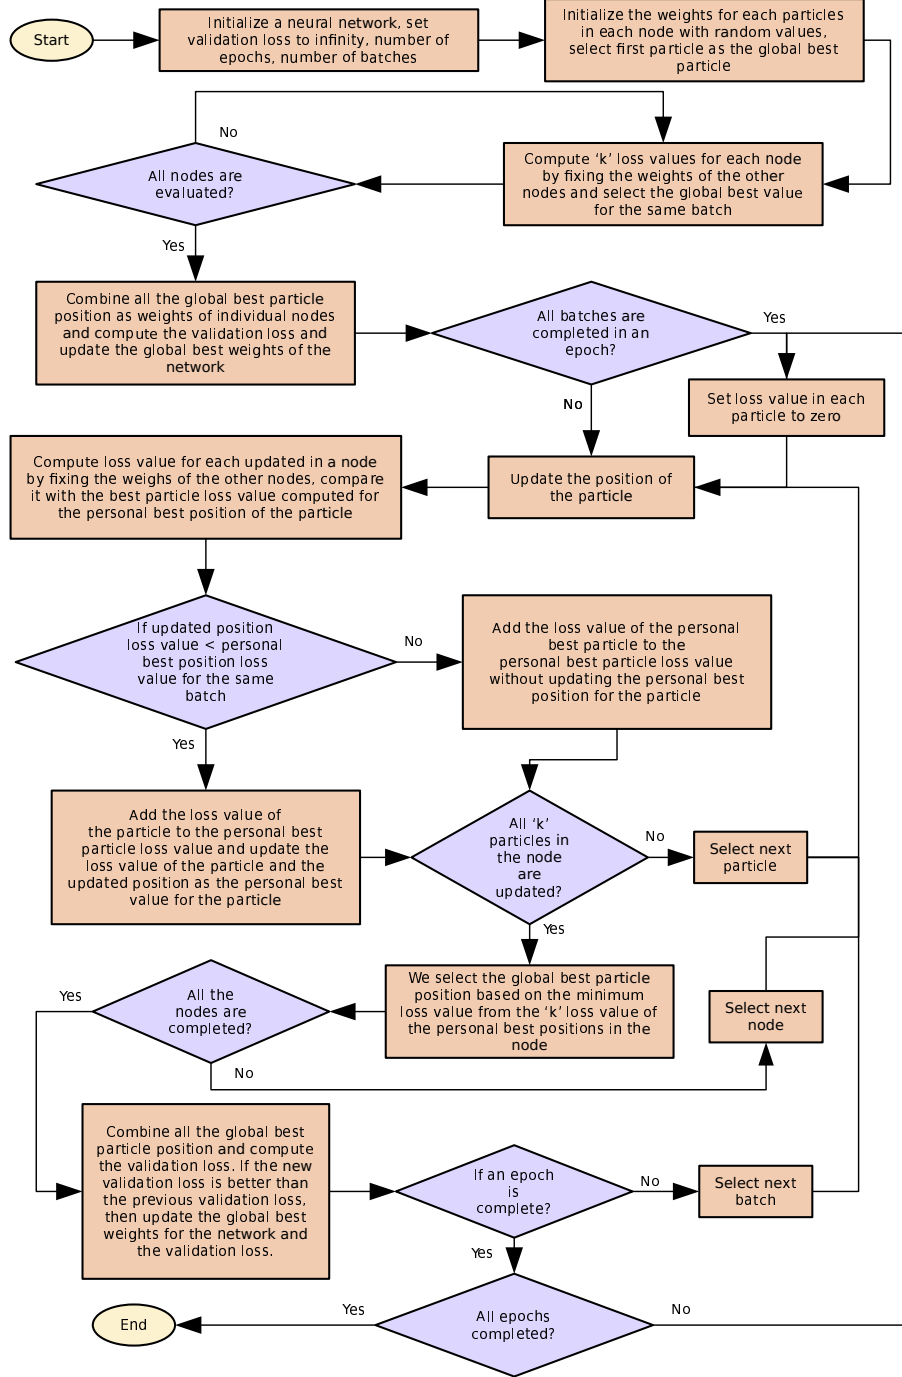 Start
Initialize a neural network, set
validation loss to infinity, number of
epochs, number of batches
Initialize the weights for each particles
in each node with random values,
select first particle as the global best
particle
No
All nodes are
evaluated?
Compute ‘k’ loss values for each node
by fixing the weights of the other
nodes and select the global best value
for the same batch
Yes
Combine all the global best particle
position as weights of individual nodes
and compute the validation loss and
update the global best weights of the
network
All batches are
completed in an
epoch?
Yes
Set loss value in each
particle to zero
No
Compute loss value for each updated in a node
by fixing the weighs of the other nodes, compare
it with the best particle loss value computed for
the personal best position of the particle
Update the position of
the particle
If updated position
loss value < personal
best position loss
value for the same
batch
No
Add the loss value of the personal
best particle to the
personal best particle loss value
without updating the personal best
position for the particle
Yes
Add the loss value of
the particle to the personal best
particle loss value and update the
loss value of the particle and the
updated position as the personal best
value for the particle
All ‘k’
particles in
the node
are
updated?
No
Select next
particle
Yes
We select the global best particle
position based on the minimum
loss value from the ‘k’ loss value of
the personal best positions in the
node
Yes
All the
nodes are
completed?
Select next
node
No
Combine all the global best
particle position and compute
the validation loss. If the new
validation loss is better than
the previous validation loss,
then update the global best
weights for the network and
the validation loss.
If an epoch
is
complete?
No
Select next
batch
Yes
End
Yes
All epochs
completed?
No